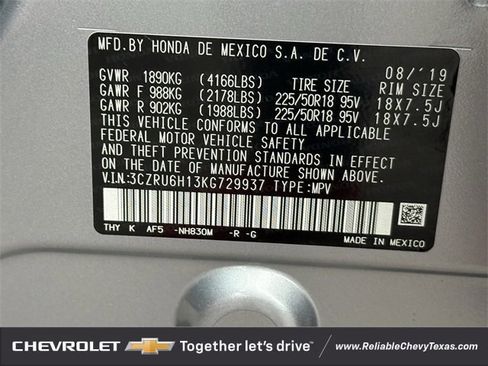 MFD.BY HONDA DE MEXICO S.A. DE C.V.
08/'19
GVWR 1890KG (4166LBS) TIRE SIZE RIM SIZE
GAWR F 988KG (2178LBS) 225/50R18 95V 18X7.5J
GAWR R 902KG (1988LBS) 225/50R18 95V 18X7.5J
THIS VEHICLE CONFORMS TO ALL APPLICABLE
FEDERAL MOTOR VEHICLE SAFETY
AND THEFT PREVENTION STANDARDS IN EFFECT ON
THE DATE OF MANUFACTURE SHOWN ABOVE.
V.I.N:3CZRU6H13KG729937 TYPE:MPV
THY K AF5 -NH830M -R -G
MADE IN MEXICO
CHEVROLET Together let's drive™ www.ReliableChevyTexas.com